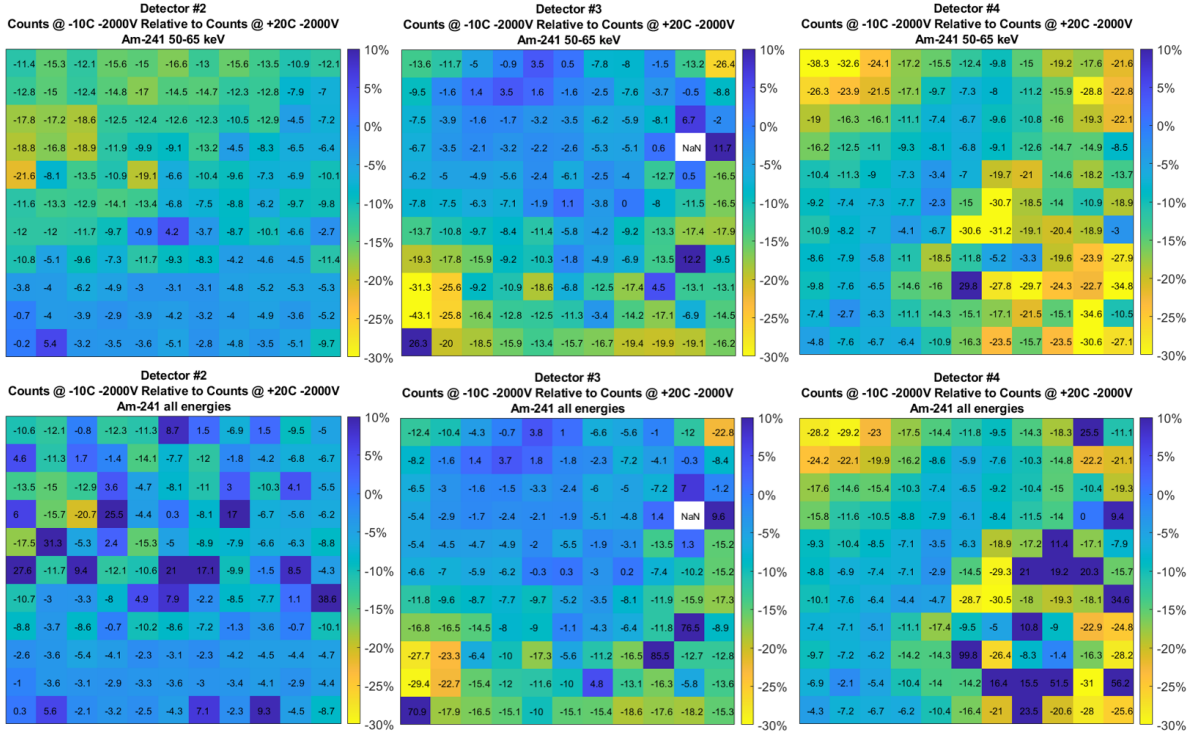 Detector #2
Counts @ -10C -2000V Relative to Counts @ +20C -2000V
Am-241 50-65 keV
-11.4 -15.3 -12.1 -15.6 -15 -16.6 -13 -15.6 -13.5 -10.9 -12.1
-12.8 -15 -12.4 -14.8 -17 -14.5 -14.7 -12.3 -12.8 -7.9 -7
-17.8 -17.2 -18.6 -12.5 -12.4 -12.6 -12.3 -10.5 -12.9 -4.5 -7.2
-18.8 -16.8 -18.9 -11.9 -9.9 -9.1 -13.2 -4.5 -8.3 -6.5 -6.4
-21.6 -8.1 -13.5 -10.9 -19.1 -6.6 -10.4 -9.6 -7.3 -6.9 -10.1
-11.6 -13.3 -12.9 -14.1 -13.4 -6.8 -7.5 -8.8 -6.2 -9.7 -9.8
-12 -12 -11.7 -9.7 -0.9 4.2 -3.7 -8.7 -10.1 -6.6 -2.7
-10.8 -5.1 -9.6 -7.3 -11.7 -9.3 -8.3 -4.2 -4.6 -4.5 -11.4
-3.8 -4 -4.9 -3 -3.1 -3.1 -3.1 -4.8 -5.2 -5.3 -5.3
-0.7 -4 -3.9 -2.9 -3.9 -4.2 -3.2 -4 -4.9 -3.6 -5.2
-0.2 5.4 -3.2 -3.5 -3.6 -5.1 -2.8 -4.8 -3.5 -5.1 -9.7
10%
5%
0%
-5%
-10%
-15%
-20%
-25%
-30%
Detector #3
Counts @ -10C -2000V Relative to Counts @ +20C -2000V
Am-241 50-65 keV
-13.6 -11.7 -5 -0.9 3.5 0.5 -7.8 -8 -1.5 -13.2 -26.4
-9.5 -1.6 1.4 3.5 1.6 -1.6 -2.5 -7.6 -3.7 -0.5 -8.8
-7.5 -3.9 -1.6 -1.7 -3.2 -3.5 -6.2 -5.9 -8.1 6.7 -2
-6.7 -3.5 -2.1 -3.2 -2.2 -2.6 -5.3 -5.1 0.6 NaN 11.7
-6.2 -5 -4.9 -5.6 -2.4 -6.1 -2.5 -4 -12.7 0.5 -16.5
-7.8 -7.5 -6.3 -7.1 -1.9 1.1 -3.8 0 -8 -11.5 -16.5
-13.7 -10.8 -9.7 -8.4 -11.4 -5.8 -4.2 -9.2 -13.3 -17.4 -17.9
-19.3 -17.8 -15.9 -9.2 -10.3 -1.8 -4.9 -6.9 -13.5 12.2 -9.5
-31.3 -25.6 -9.2 -10.9 -18.6 -6.8 -12.5 -17.4 4.5 -13.1 -13.1
-43.1 -25.8 -16.4 -12.8 -12.5 -11.3 -3.4 -14.2 -17.1 -6.9 -14.5
26.3 -20 -18.5 -15.9 -13.4 -15.7 -16.7 -19.4 -19.9 -19.1 -16.2
10%
5%
0%
-5%
-10%
-15%
-20%
-25%
-30%
Detector #4
Counts @ -10C -2000V Relative to Counts @ +20C -2000V
Am-241 50-65 keV
-38.3 -32.6 -24.1 -17.2 -15.5 -12.4 -9.8 -15 -19.2 -17.6 -21.6
-26.3 -23.9 -21.5 -17.1 -9.7 -7.3 -8 -11.2 -15.9 -28.8 -22.8
-19 -16.3 -16.1 -11.1 -7.4 -6.7 -9.6 -10.8 -16 -19.3 -22.1
-16.2 -12.5 -11 -9.3 -8.1 -6.8 -9.1 -12.6 -14.7 -14.9 -8.5
-10.4 -11.3 -9 -7.3 -3.4 -7 -19.7 -21 -14.6 -18.2 -13.7
-9.2 -7.4 -7.3 -7.7 -2.3 -15 -30.7 -18.5 -14 -10.9 -18.9
-10.9 -8.2 -7 -4.1 -6.7 -30.6 -31.2 -19.1 -20.4 -18.9 -3
-8.6 -7.9 -5.8 -11 -18.5 -11.8 -5.2 -3.3 -19.6 -23.9 -27.9
-9.8 -7.6 -6.5 -14.6 -16 29.8 -27.8 -29.7 -24.3 -22.7 -34.8
-7.4 -2.7 -6.3 -11.1 -14.3 -15.1 -17.1 -21.5 -15.1 -34.6 -10.5
-4.8 -7.6 -6.7 -6.4 -10.9 -16.3 -23.5 -15.7 -23.5 -30.6 -27.1
10%
5%
0%
-5%
-10%
-15%
-20%
-25%
-30%
Detector #2
Counts @ -10C -2000V Relative to Counts @ +20C -2000V
Am-241 all energies
-10.6 -12.1 -0.8 -12.3 -11.3 8.7 1.5 -6.9 1.5 -9.5 -5
4.6 -11.3 1.7 -1.4 -14.1 -7.7 -12 -1.8 -4.2 -6.8 -6.7
-13.5 -15 -12.9 3.6 -4.7 -8.1 -11 3 -10.3 4.1 -5.5
6 -15.7 -20.7 25.5 -4.4 0.3 -8.1 17 -6.7 -5.6 -6.2
-17.5 31.3 -4.9 2.4 -15.3 -5 -8.9 -7.9 -6.6 -6.3 -8.8
27.6 -11.7 9.4 -12.1 -10.6 21 17.1 -9.9 -1.5 8.5 -4.3
-10.7 -3 -3.3 -8 4.9 7.9 -2.2 -8.5 -7.7 1.1 38.6
-8.8 -3.7 -8.6 -0.7 -10.2 -8.6 -7.2 -1.3 -3.6 -0.7 -10.1
-2.6 -3.6 -5.4 -4.1 -2.3 -3.1 -2.3 -4.2 -4.5 -4.4 -4.7
-1 -3.6 -3.1 -2.9 -3.3 -3.6 -3 -3.4 -4.1 -2.9 -4.4
0.3 5.6 -2.1 -3.2 -2.5 -4.3 7.1 -2.3 9.3 -4.5 -8.7
10%
5%
0%
-5%
-10%
-15%
-20%
-25%
-30%
Detector #3
Counts @ -10C -2000V Relative to Counts @ +20C -2000V
Am-241 all energies
-12.4 -10.4 -4.3 -0.7 3.8 1 -6.6 -5.6 -1 -12 -22.8
-8.2 -1.6 1.4 3.7 1.8 -1.8 -2.3 -7.2 -4.1 -0.3 -8.4
-6.5 -3 -1.6 -1.5 -3.3 -2.4 -6 -5 -7.2 7 -1.2
-5.4 -2.9 -1.7 -2.4 -2.1 -1.9 -5.1 -4.8 1.4 NaN 9.6
-5.4 -4.5 -4.7 -4.9 -2.3 -5.5 -1.9 -3.1 -13.5 1.3 -15.2
-6.6 -7 -5.9 -6.2 -0.3 0.3 -3 0.2 -7.4 -10.2 -15.2
-11.9 -9.6 -8.7 -7.7 -9.7 -5.2 -3.5 -8.1 -11.9 -15.9 -17.3
-16.8 -16.5 -14.5 -8 -9 -1.1 -4.3 -6.4 -11.8 76.5 -8.9
-27.7 -23.3 -6.4 -10 -17.3 -5.6 -11.2 -16.5 85.5 -12.7 -12.8
-29.4 -22.7 -15.4 -12 -11.6 -10 4.8 -13.1 -16.3 -5.8 -13.6
70.9 -17.9 -16.5 -15.1 -10 -15.1 -15.4 -18.6 -17.6 -18.2 -15.3
10%
5%
0%
-5%
-10%
-15%
-20%
-25%
-30%
Detector #4
Counts @ -10C -2000V Relative to Counts @ +20C -2000V
Am-241 all energies
-28.2 -29.2 -23 -17.5 -14.4 -11.8 -9.5 -14.3 -18.3 25.5 -11.1
-24.2 -22.1 -19.9 -16.2 -8.6 -5.9 -7.6 -10.3 -14.8 -22.2 -21.1
-17.6 -14.6 -15.4 -10.3 -7.4 -6.5 -9.2 -10.4 -15 -10.5 -19.3
-15.8 -11.6 -10.5 -8.8 -7.9 -6.1 -8.4 -11.5 -14 0 9.4
-9.3 -10.4 -8.5 -7.1 -3.5 -6.3 -18.9 -17.2 11.4 -17.1 -7.9
-8.8 -6.9 -7.4 -7.1 -2.9 -14.5 -29.3 21 19.2 20.3 -15.7
-10.1 -7.6 -6.4 -4.4 -4.7 -28.7 -30.5 -18 -19.3 -18.1 34.6
-7.4 -7.1 -5.1 -11.1 -17.4 -9.5 -5 10.8 -9 -22.9 -24.8
-9.7 -7.2 -6.2 -14.2 -14.4 99.8 -26.4 -8.3 -1.4 -16.3 -28.2
-6.9 -2.1 -5.4 -10.4 -14 -14.2 16.4 15.5 51.5 -31 56.2
-4.3 -7.2 -6.7 -6.2 -10.4 -16.4 -21 23.5 -20.6 -28 -25.6
10%
5%
0%
-5%
-10%
-15%
-20%
-25%
-30%